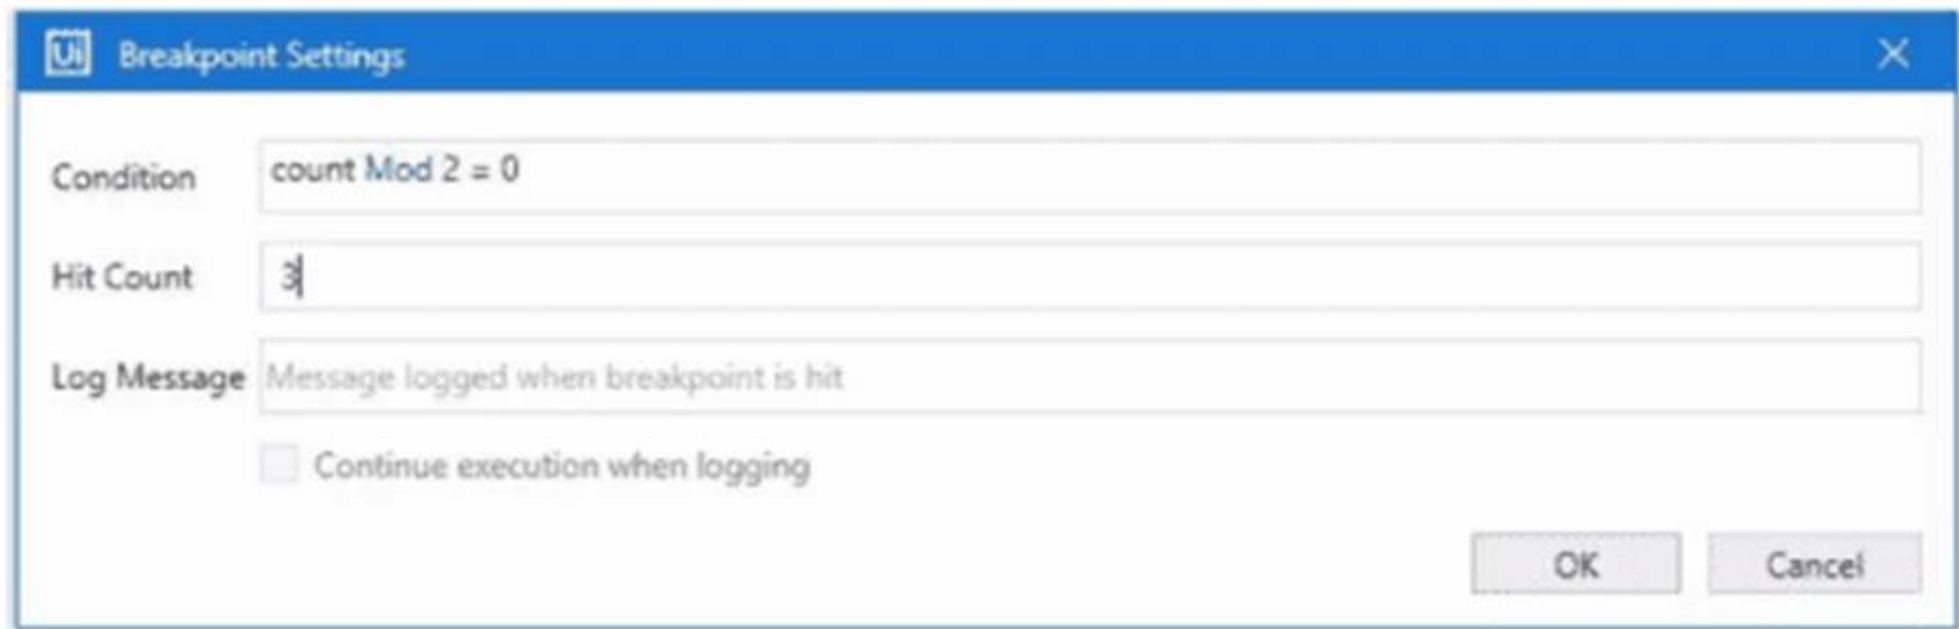 Ui Breakpoint Settings
Condition count Mod 2 = 0
Hit Count 3
Log Message Message logged when breakpoint is hit
Continue execution when logging
OK Cancel